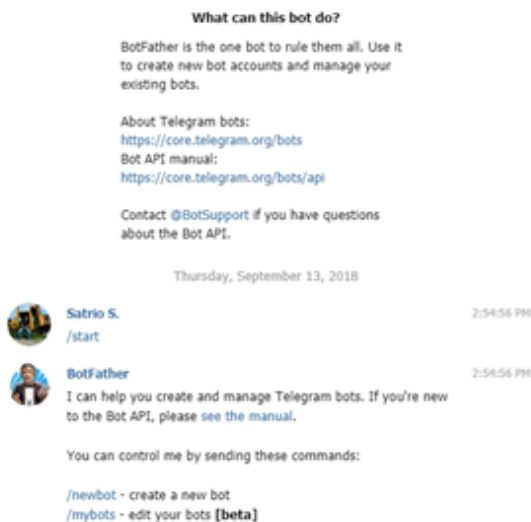 What can this bot do?
BotFather is the one bot to rule them all. Use it
to create new bot accounts and manage your
existing bots.
About Telegram bots:
https://core.telegram.org/bots
Bot API manual:
https://core.telegram.org/bots/api
Contact @BotSupport if you have questions
about the Bot API.
Thursday, September 13, 2018
Satrio S. 2:54:56 PM
/start
BotFather 2:54:56 PM
I can help you create and manage Telegram bots. If you're new
to the Bot API, please see the manual.
You can control me by sending these commands:
/newbot - create a new bot
/mybots - edit your bots [beta]